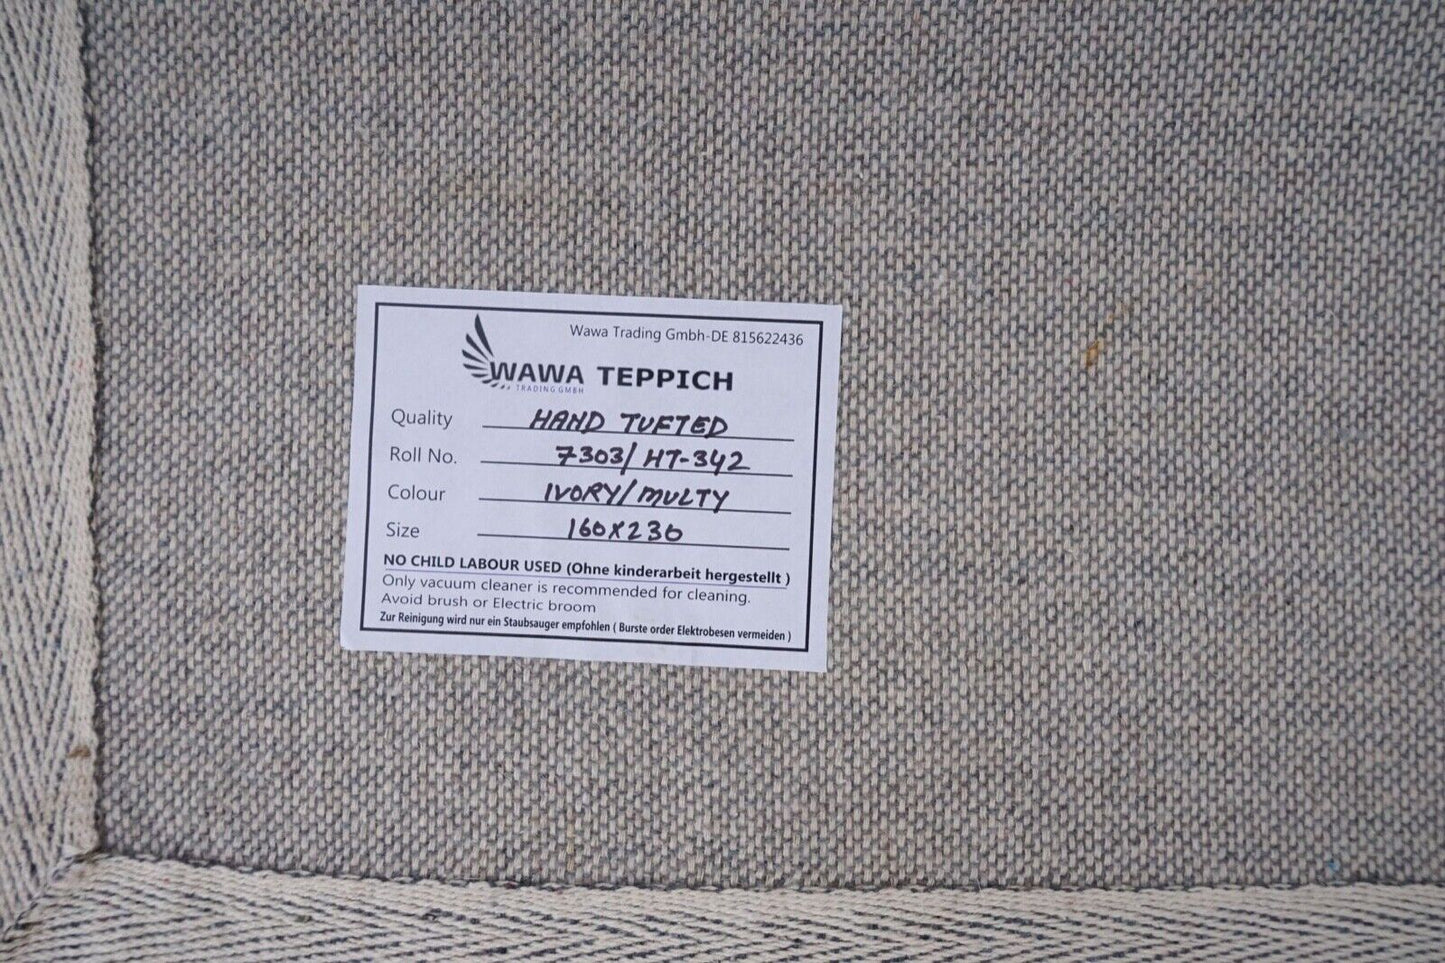 Wawa Trading Gmbh-DE 815622436
WAWA TEPPICH
TRADING GMBH
Quality HAND TUFTED
Roll No. 7303/HT-342
Colour IVORY/MULTY
Size 160X230
NO CHILD LABOUR USED (Ohne kinderarbeit hergestellt )
Only vacuum cleaner is recommended for cleaning.
Avoid brush or Electric broom
Zur Reinigung wird nur ein Staubsauger empfohlen ( Burste order Elektrobesen vermeiden )